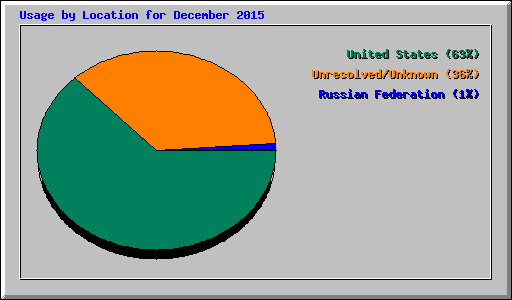 Usage by Location for December 2015
United States (63%)
Unresolved/Unknown (36%)
Russian Federation (1%)